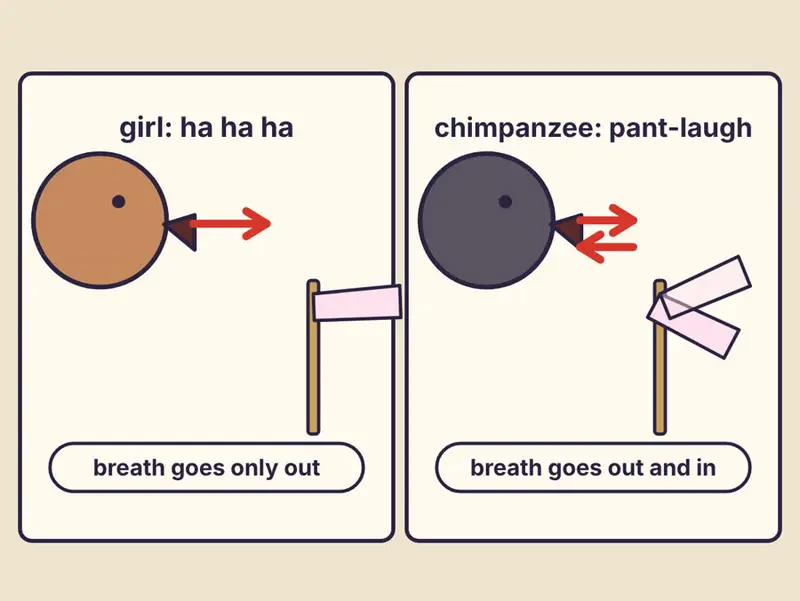 girl: ha ha ha
breath goes only out
chimpanzee: pant-laugh
breath goes out and in